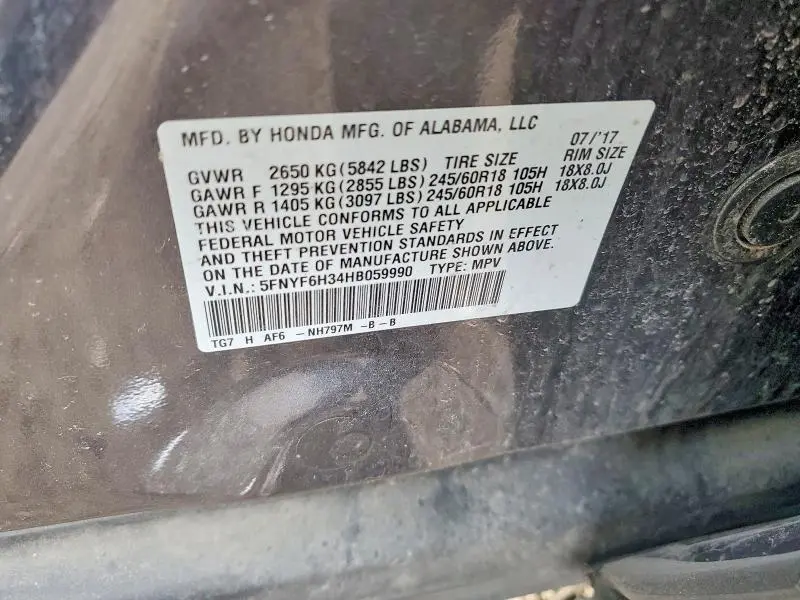 MFD. BY HONDA MFG. OF ALABAMA, LLC 07/'17
GVWR 2650 KG (5842 LBS) TIRE SIZE RIM SIZE
GAWR F 1295 KG (2855 LBS) 245/60R18 105H 18X8.0J
GAWR R 1405 KG (3097 LBS) 245/60R18 105H 18X8.0J
THIS VEHICLE CONFORMS TO ALL APPLICABLE
FEDERAL MOTOR VEHICLE SAFETY
AND THEFT PREVENTION STANDARDS IN EFFECT
ON THE DATE OF MANUFACTURE SHOWN ABOVE.
V.I.N.: 5FNYF6H34HB059990 TYPE: MPV
TG7 H AF6 -NH797M -B-B